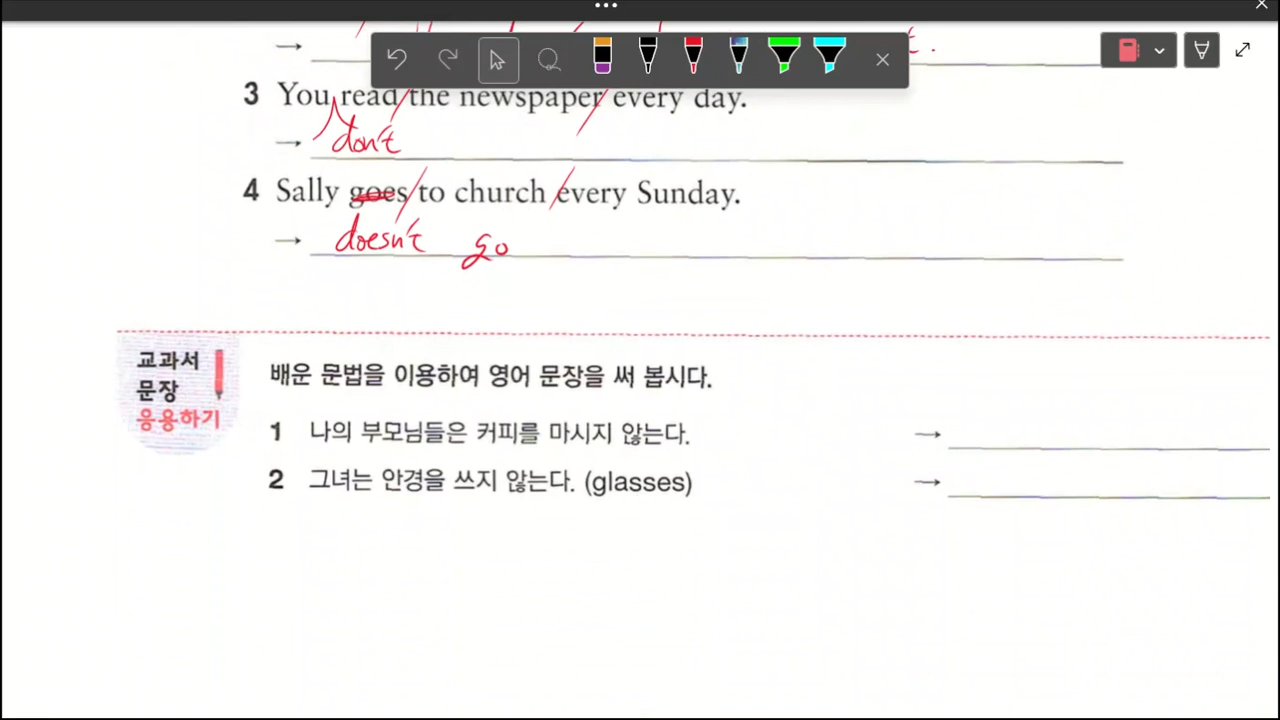 → t.
3 You read the newspaper every day.
→ don't
4 Sally goes to church every Sunday.
→ doesn't go
교과서
문장
응용하기
배운 문법을 이용하여 영어 문장을 써 봅시다.
1 나의 부모님들은 커피를 마시지 않는다. →
2 그녀는 안경을 쓰지 않는다. (glasses) →